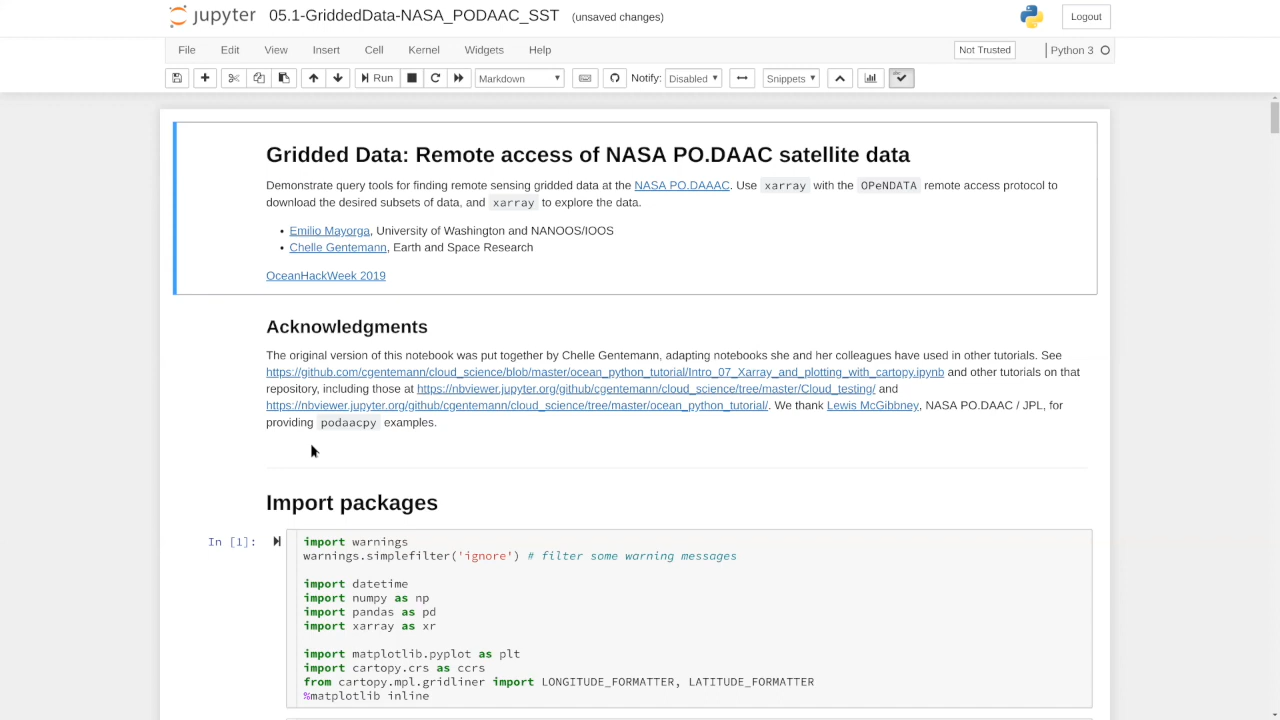 jupyter 05.1-GriddedData-NASA_PODAAC_SST (unsaved changes) Logout
File Edit View Insert Cell Kernel Widgets Help Not Trusted Python 3
Run Markdown Notify: Disabled Snippets
Gridded Data: Remote access of NASA PO.DAAC satellite data
Demonstrate query tools for finding remote sensing gridded data at the NASA PO.DAAAC. Use xarray with the OPeNDATA remote access protocol to
download the desired subsets of data, and xarray to explore the data.
• Emilio Mayorga, University of Washington and NANOOS/IOOS
• Chelle Gentemann, Earth and Space Research
OceanHackWeek 2019
Acknowledgments
The original version of this notebook was put together by Chelle Gentemann, adapting notebooks she and her colleagues have used in other tutorials. See
https://github.com/cgentemann/cloud_science/blob/master/ocean_python_tutorial/Intro_07_Xarray_and_plotting_with_cartopy.ipynb and other tutorials on that
repository, including those at https://nbviewer.jupyter.org/github/cgentemann/cloud_science/tree/master/Cloud_testing/ and
https://nbviewer.jupyter.org/github/cgentemann/cloud_science/tree/master/ocean_python_tutorial/. We thank Lewis McGibbney, NASA PO.DAAC / JPL, for
providing podaacpy examples.
Import packages
In [1]: import warnings
warnings.simplefilter('ignore') # filter some warning messages
import datetime
import numpy as np
import pandas as pd
import xarray as xr
import matplotlib.pyplot as plt
import cartopy.crs as ccrs
from cartopy.mpl.gridliner import LONGITUDE_FORMATTER, LATITUDE_FORMATTER
%matplotlib inline